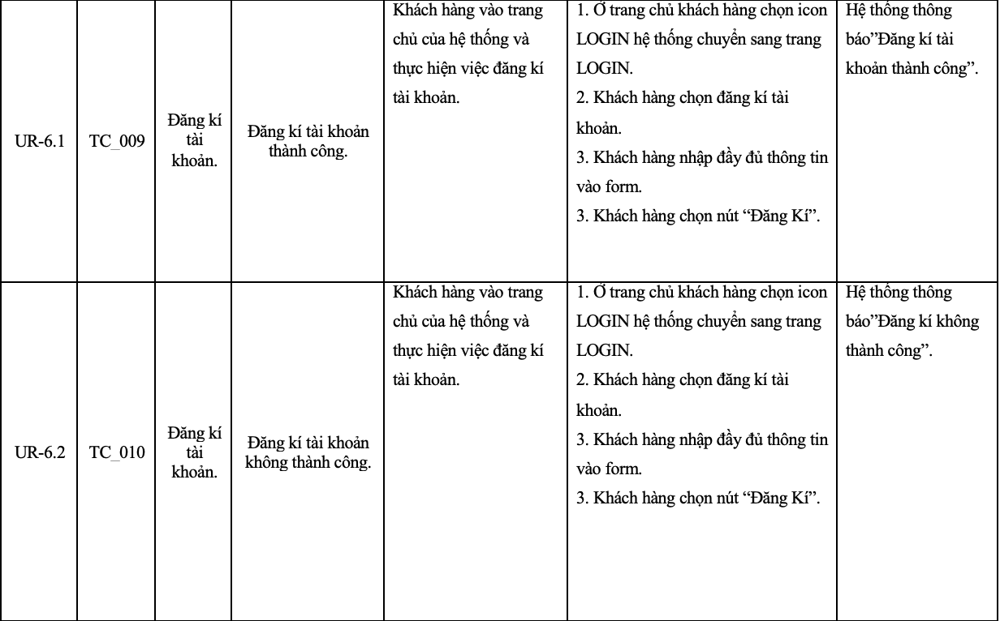 UR-6.1
TC_009
Đăng kí
tài
khoản.
Đăng kí tài khoản
thành công.
Khách hàng vào trang
chủ của hệ thống và
thực hiện việc đăng kí
tài khoản.
1. Ở trang chủ khách hàng chọn icon
LOGIN hệ thống chuyển sang trang
LOGIN.
2. Khách hàng chọn đăng kí tài
khoản.
3. Khách hàng nhập đầy đủ thông tin
vào form.
3. Khách hàng chọn nút “Đăng Kí”.
Hệ thống thông
báo”Đăng kí tài
khoản thành công”.
UR-6.2
TC_010
Đăng kí
tài
khoản.
Đăng kí tài khoản
không thành công.
Khách hàng vào trang
chủ của hệ thống và
thực hiện việc đăng kí
tài khoản.
1. Ở trang chủ khách hàng chọn icon
LOGIN hệ thống chuyển sang trang
LOGIN.
2. Khách hàng chọn đăng kí tài
khoản.
3. Khách hàng nhập đầy đủ thông tin
vào form.
3. Khách hàng chọn nút “Đăng Kí”.
Hệ thống thông
báo”Đăng kí không
thành công”.